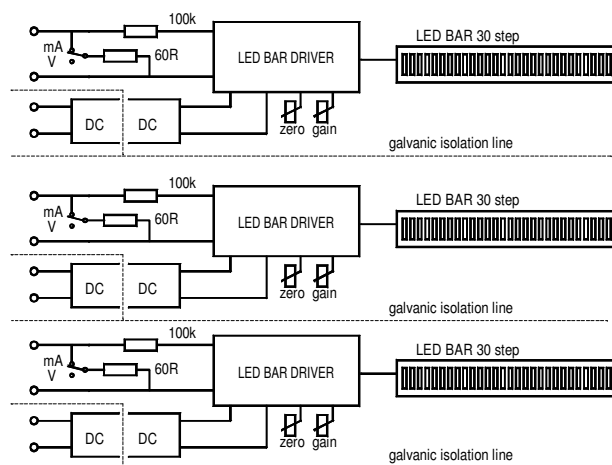 100k
LED BAR 30 step
mA
V
60R
LED BAR DRIVER
DC DC
zero gain
galvanic isolation line
100k
LED BAR 30 step
mA
V
60R
LED BAR DRIVER
DC DC
zero gain
galvanic isolation line
100k
LED BAR 30 step
mA
V
60R
LED BAR DRIVER
DC DC
zero gain
galvanic isolation line